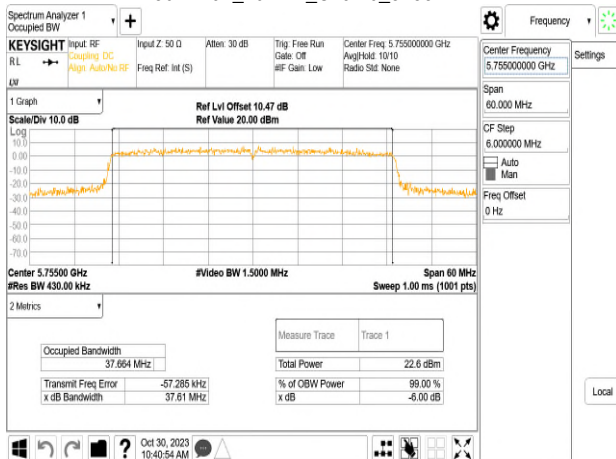 Spectrum Analyzer 1
Occupied BW
Frequency
KEYSIGHT
RL
LXI
Input: RF
Coupling: DC
Align: Auto/No RF
Input Z: 50 Ω
Freq Ref: Int (S)
Atten: 30 dB
Trig: Free Run
Gate: Off
#IF Gain: Low
Center Freq: 5.755000000 GHz
Avg|Hold: 10/10
Radio Std: None
Center Frequency
5.755000000 GHz
Settings
Span
60.000 MHz
CF Step
6.000000 MHz
Auto
Man
Freq Offset
0 Hz
Local
1 Graph
Scale/Div 10.0 dB
Ref Lvl Offset 10.47 dB
Ref Value 20.00 dBm
Log
10.0
0.00
-10.0
-20.0
-30.0
-40.0
-50.0
-60.0
-70.0
Center 5.75500 GHz
#Res BW 430.00 kHz
#Video BW 1.5000 MHz
Span 60 MHz
Sweep 1.00 ms (1001 pts)
2 Metrics
Measure Trace Trace 1
Occupied Bandwidth
37.664 MHz
Total Power 22.6 dBm
Transmit Freq Error -57.285 kHz
% of OBW Power 99.00 %
x dB Bandwidth 37.61 MHz
x dB -6.00 dB
?
Oct 30, 2023
10:40:54 AM